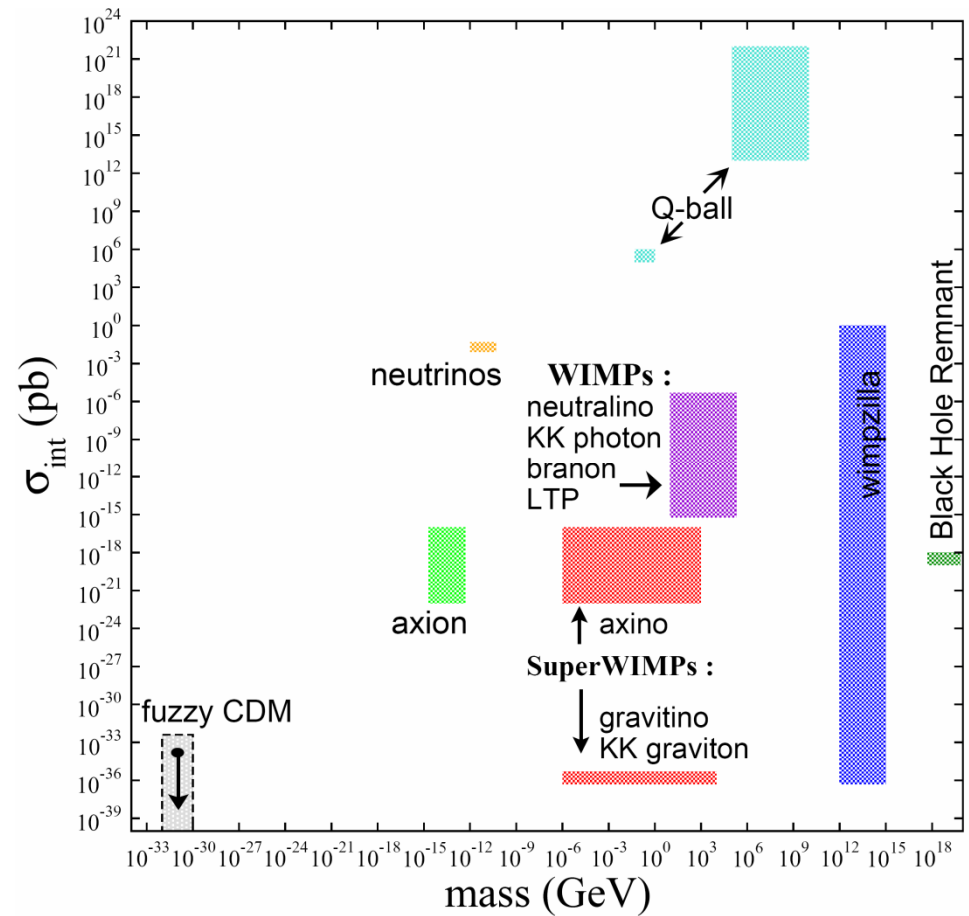 10^24
10^21
10^18
10^15
10^12
10^9
10^6
10^3
10^0
10^-3
10^-6
10^-9
10^-12
10^-15
10^-18
10^-21
10^-24
10^-27
10^-30
10^-33
10^-36
10^-39
σ_int (pb)
Q-ball
neutrinos
WIMPs :
neutralino
KK photon
branon
LTP
wimpzilla
Black Hole Remnant
axion
axino
SuperWIMPs :
gravitino
KK graviton
fuzzy CDM
10^-33 10^-30 10^-27 10^-24 10^-21 10^-18 10^-15 10^-12 10^-9 10^-6 10^-3 10^0 10^3 10^6 10^9 10^12 10^15 10^18
mass (GeV)